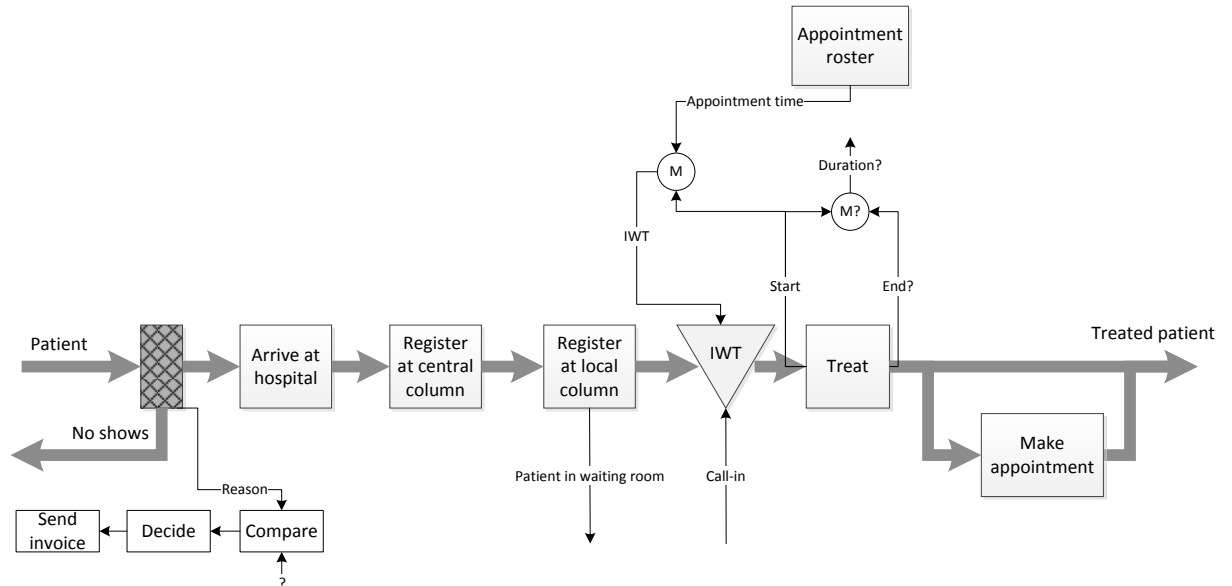 Appointment
roster
Appointment time
M
Duration?
M?
IWT
Start
End?
Patient
Arrive at
hospital
Register
at central
column
Register
at local
column
IWT
Treat
Treated patient
No shows
Make
appointment
Reason
Patient in waiting room
Call-in
Send
invoice
Decide
Compare
?